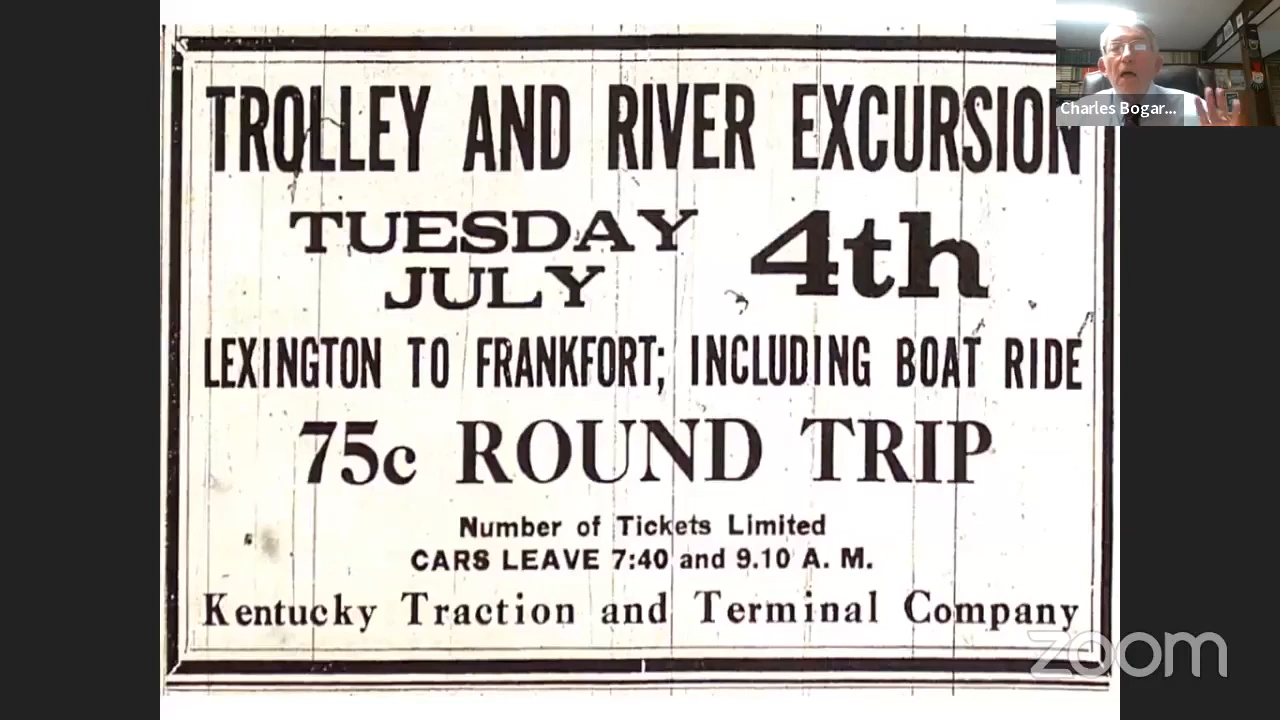 TROLLEY AND RIVER EXCURSION
TUESDAY
JULY
4th
LEXINGTON TO FRANKFORT; INCLUDING BOAT RIDE
75c ROUND TRIP
Number of Tickets Limited
CARS LEAVE 7:40 and 9.10 A. M.
Kentucky Traction and Terminal Company
Charles Bogar...
zoom